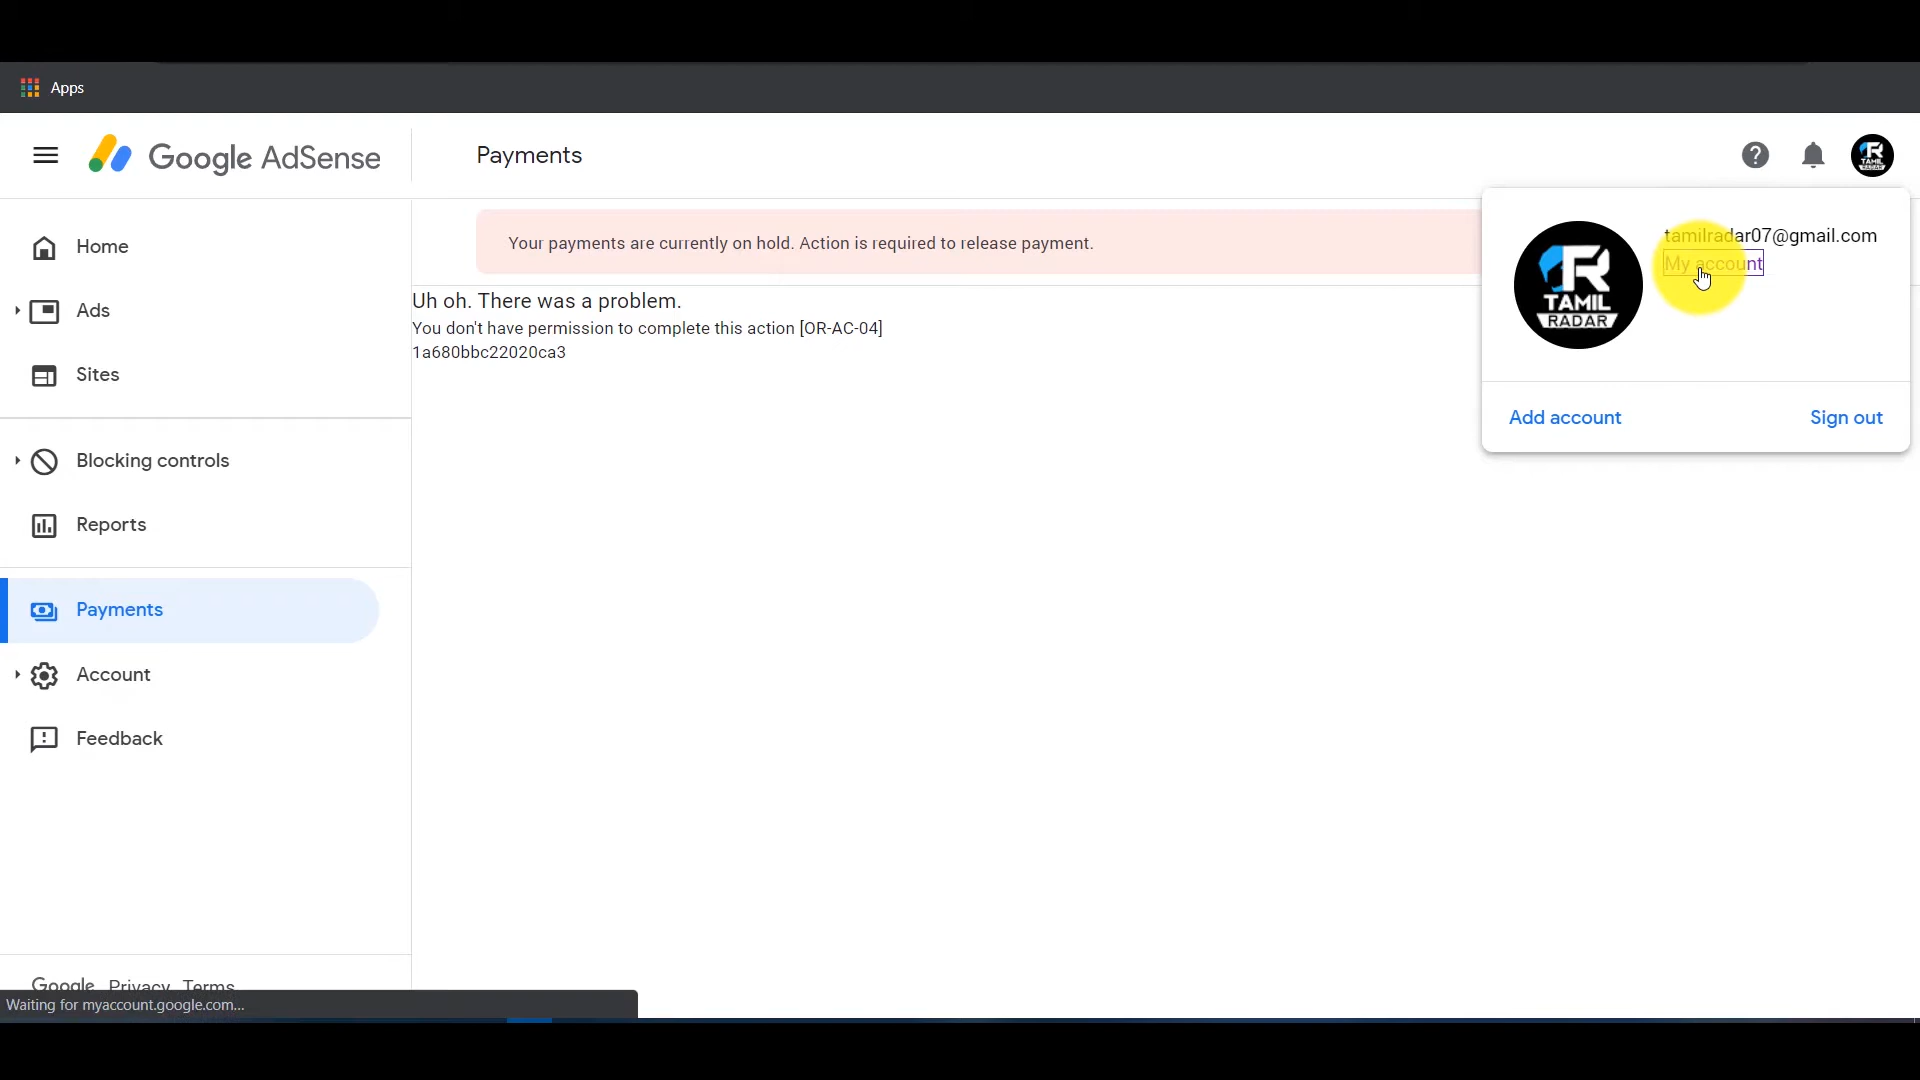 Apps
Google AdSense
Payments
Home
Ads
Sites
Blocking controls
Reports
Payments
Account
Feedback
Google Privacy Terms
Waiting for myaccount.google.com...
Your payments are currently on hold. Action is required to release payment.
Uh oh. There was a problem.
You don't have permission to complete this action [OR-AC-04]
1a680bbc22020ca3
R
TAMIL
RADAR
R
TAMIL
RADAR
tamilradar07@gmail.com
My account
Add account
Sign out